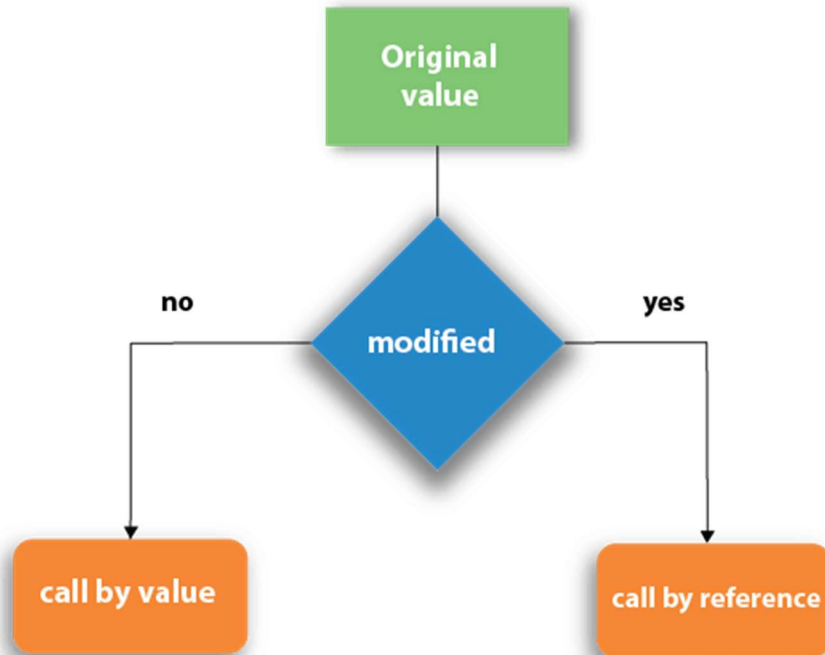 Original
value
no
yes
modified
call by value
call by reference